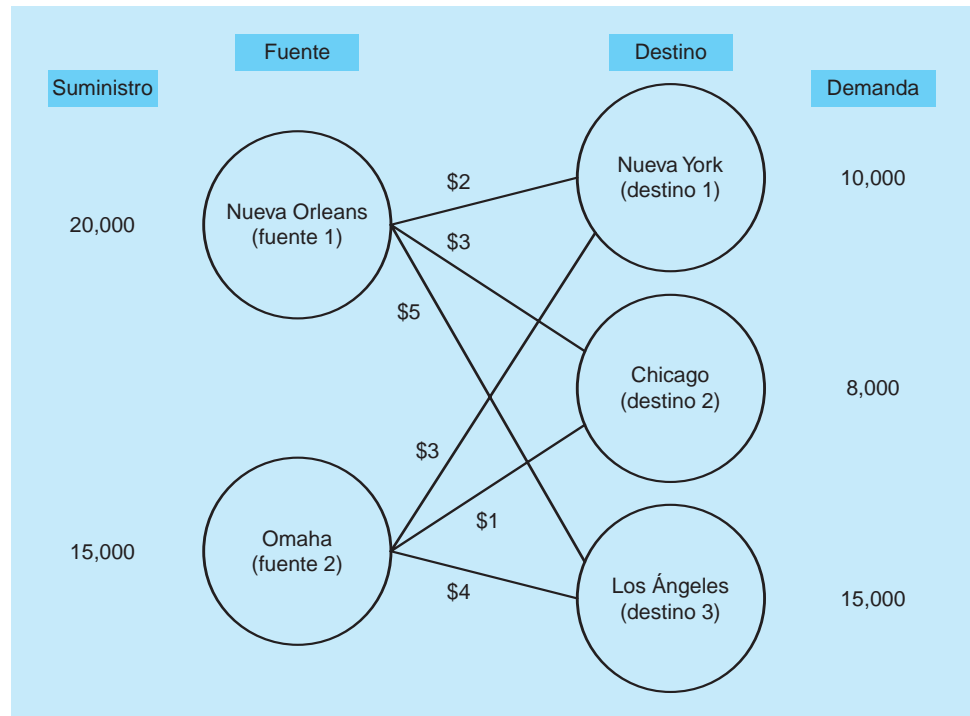 Fuente
Destino
Suministro
Demanda
Nueva York
(destino 1)
10,000
$2
Nueva Orleans
(fuente 1)
20,000
$3
$5
Chicago
(destino 2)
8,000
$3
$1
Omaha
(fuente 2)
15,000
$4
Los Ángeles
(destino 3)
15,000